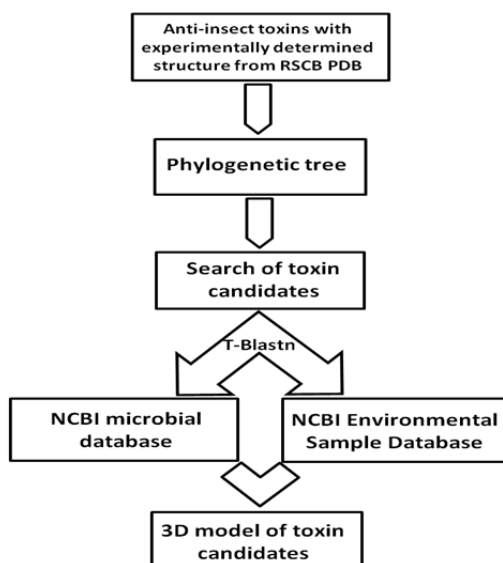 Anti-insect toxins with
experimentally determined
structure from RSCB PDB
Phylogenetic tree
Search of toxin
candidates
T-Blastn
NCBI microbial
database
NCBI Environmental
Sample Database
3D model of toxin
candidates